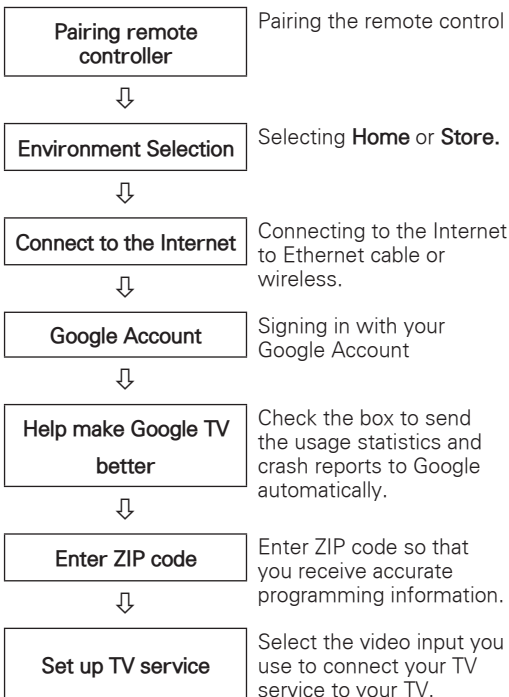 Pairing remote
controller
Pairing the remote control
Environment Selection
Selecting Home or Store.
Connect to the Internet
Connecting to the Internet
to Ethernet cable or
wireless.
Google Account
Signing in with your
Google Account
Help make Google TV
better
Check the box to send
the usage statistics and
crash reports to Google
automatically.
Enter ZIP code
Enter ZIP code so that
you receive accurate
programming information.
Set up TV service
Select the video input you
use to connect your TV
service to your TV.